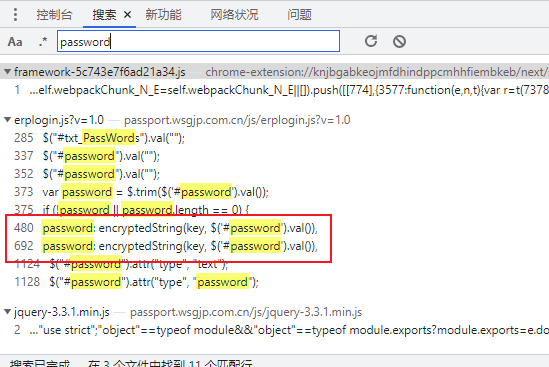 控制台 搜索 × 新功能 网络状况 问题
Aa .* password
framework-5c743e7f6ad21a34.js chrome-extension://knjbgabkeojmfdhindppcmhhfiembkeb/next/
1 …elf.webpackChunk_N_E=self.webpackChunk_N_E||[]).push([[774],{3577:function(e,n,t){var r=t(7378
erplogin.js?v=1.0 — passport.wsgjp.com.cn/js/erplogin.js?v=1.0
285 $("#txt_PassWords").val("");
337 $("#password").val("");
352 $("#password").val("");
373 var password = $.trim($('#password').val());
375 if (!password || password.length == 0) {
480 password: encryptedString(key, $('#password').val()),
692 password: encryptedString(key, $('#password').val()),
1124 $("#password").attr("type", "text");
1128 $("#password").attr("type", "password");
jquery-3.3.1.min.js — passport.wsgjp.com.cn/js/jquery-3.3.1.min.js
2 …"use strict";"object"==typeof module&&"object"==typeof module.exports?module.exports=e.do
搜索已完成。 在 3 个文件中找到 11 个匹配行。